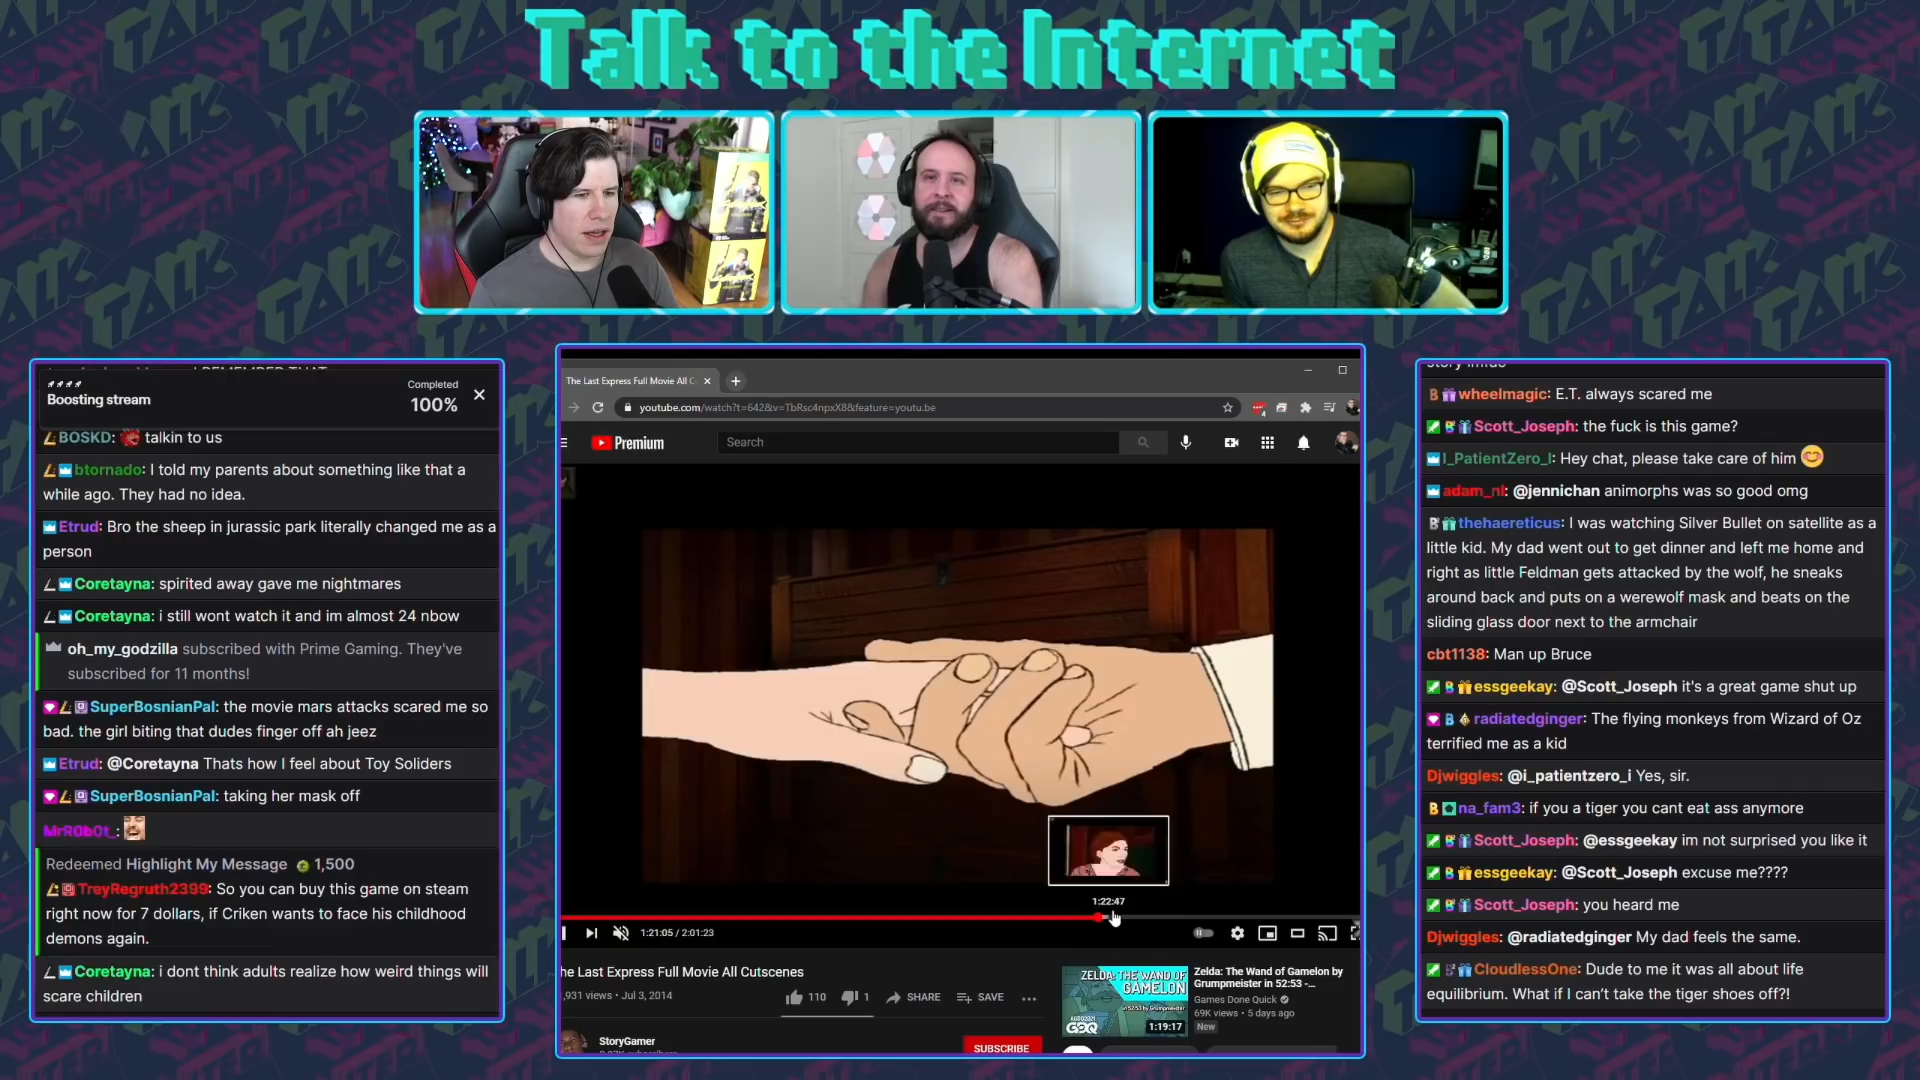 Talk to the Internet
Completed
Boosting stream
100%
BOSKD: talkin to us
btornado: I told my parents about something like that a
while ago. They had no idea.
Etrud: Bro the sheep in jurassic park literally changed me as a
person
Coretayna: spirited away gave me nightmares
Coretayna: i still wont watch it and im almost 24 nbow
oh_my_godzilla subscribed with Prime Gaming. They've
subscribed for 11 months!
SuperBosnianPal: the movie mars attacks scared me so
bad. the girl biting that dudes finger off ah jeez
Etrud: @Coretayna Thats how I feel about Toy Soliders
SuperBosnianPal: taking her mask off
MrR0b0t_:
Redeemed Highlight My Message 1,500
TreyRegruth2399: So you can buy this game on steam
right now for 7 dollars, if Criken wants to face his childhood
demons again.
Coretayna: i dont think adults realize how weird things will
scare children
The Last Express Full Movie All C
youtube.com/watch?t=642&v=TbRsc4npxX8&feature=youtu.be
Premium
Search
1:22:47
1:21:05 / 2:01:23
he Last Express Full Movie All Cutscenes
,931 views • Jul 3, 2014
110
1
SHARE
SAVE
StoryGamer
SUBSCRIBE
ZELDA: THE WAND OF
GAMELON
GDQ
1:19:17
Zelda: The Wand of Gamelon by
Grumpmeister in 52:53 -...
Games Done Quick
69K views • 5 days ago
New
wheelmagic: E.T. always scared me
Scott_Joseph: the fuck is this game?
I_PatientZero_I: Hey chat, please take care of him
adam_nl: @jennichan animorphs was so good omg
thehaereticus: I was watching Silver Bullet on satellite as a
little kid. My dad went out to get dinner and left me home and
right as little Feldman gets attacked by the wolf, he sneaks
around back and puts on a werewolf mask and beats on the
sliding glass door next to the armchair
cbt1138: Man up Bruce
essgeekay: @Scott_Joseph it's a great game shut up
radiatedginger: The flying monkeys from Wizard of Oz
terrified me as a kid
Djwiggles: @i_patientzero_i Yes, sir.
na_fam3: if you a tiger you cant eat ass anymore
Scott_Joseph: @essgeekay im not surprised you like it
essgeekay: @Scott_Joseph excuse me????
Scott_Joseph: you heard me
Djwiggles: @radiatedginger My dad feels the same.
CloudlessOne: Dude to me it was all about life
equilibrium. What if I can't take the tiger shoes off?!